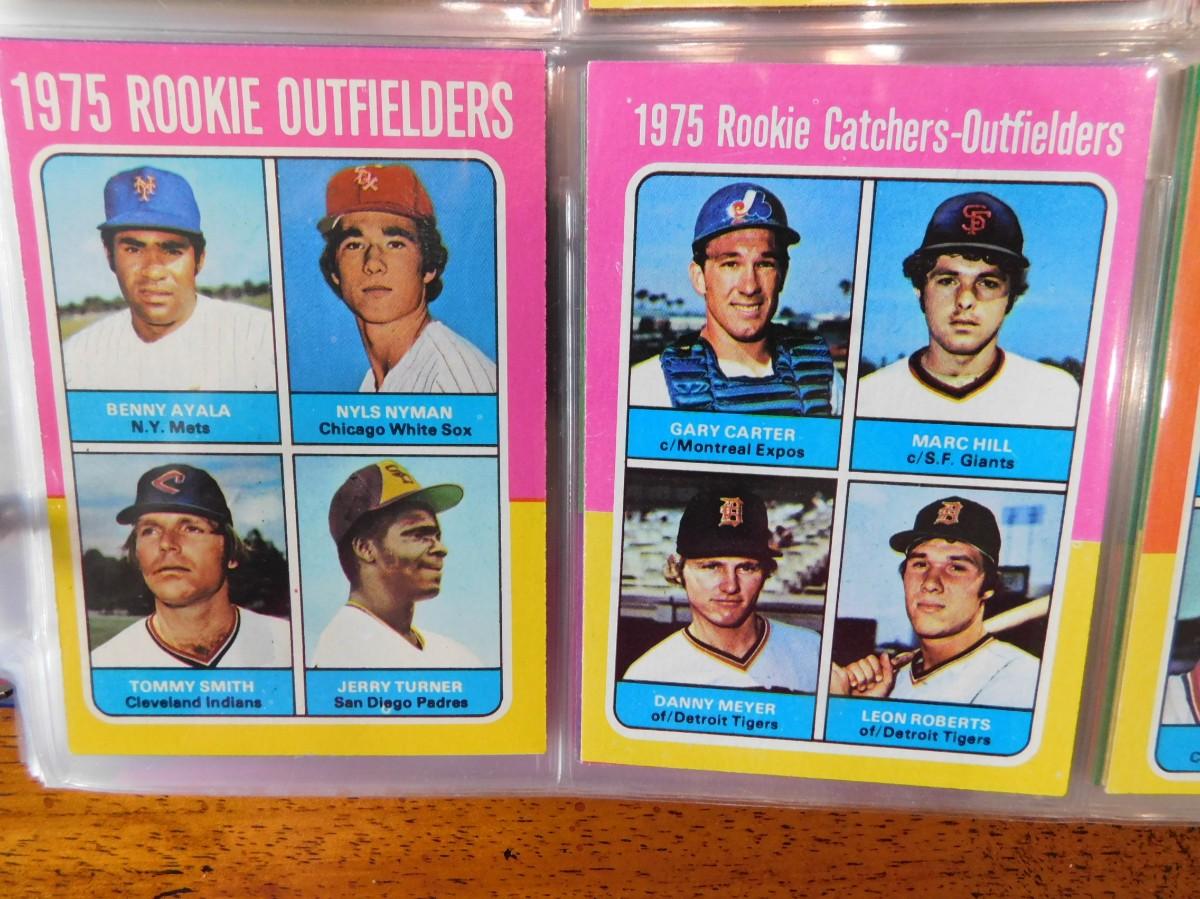 1975 ROOKIE OUTFIELDERS
BENNY AYALA
N.Y. Mets
NYLS NYMAN
Chicago White Sox
TOMMY SMITH
Cleveland Indians
JERRY TURNER
San Diego Padres
1975 Rookie Catchers-Outfielders
GARY CARTER
c/Montreal Expos
MARC HILL
c/S.F. Giants
DANNY MEYER
of/Detroit Tigers
LEON ROBERTS
of/Detroit Tigers